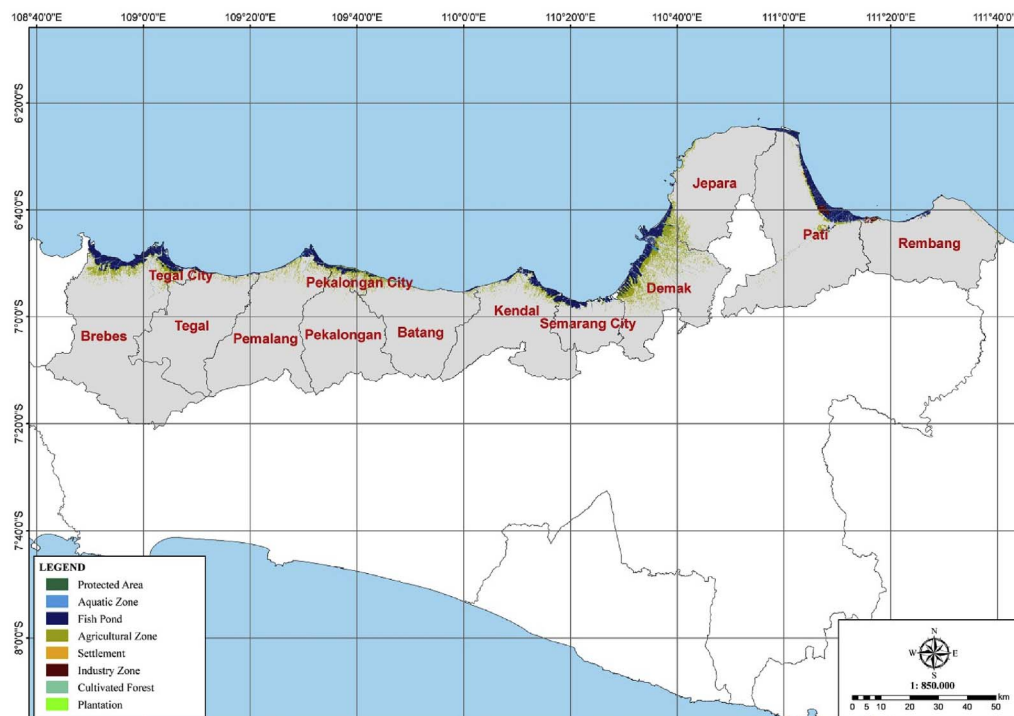 108°40'0"E 109°0'0"E 109°20'0"E 109°40'0"E 110°0'0"E 110°20'0"E 110°40'0"E 111°0'0"E 111°20'0"E 111°40'0"E
6°20'0"S
Jepara
6°40'0"S
Pati
Rembang
Tegal City
Pekalongan City
Demak
Kendal
7°0'0"S
Semarang City
Brebes
Tegal
Pemalang
Pekalongan
Batang
7°20'0"S
7°40'0"S
8°0'0"S
LEGEND
Protected Area
Aquatic Zone
Fish Pond
Agricultural Zone
Settlement
Industry Zone
Cultivated Forest
Plantation
N
W E
S
1: 850.000
km
0 5 10 20 30 40 50